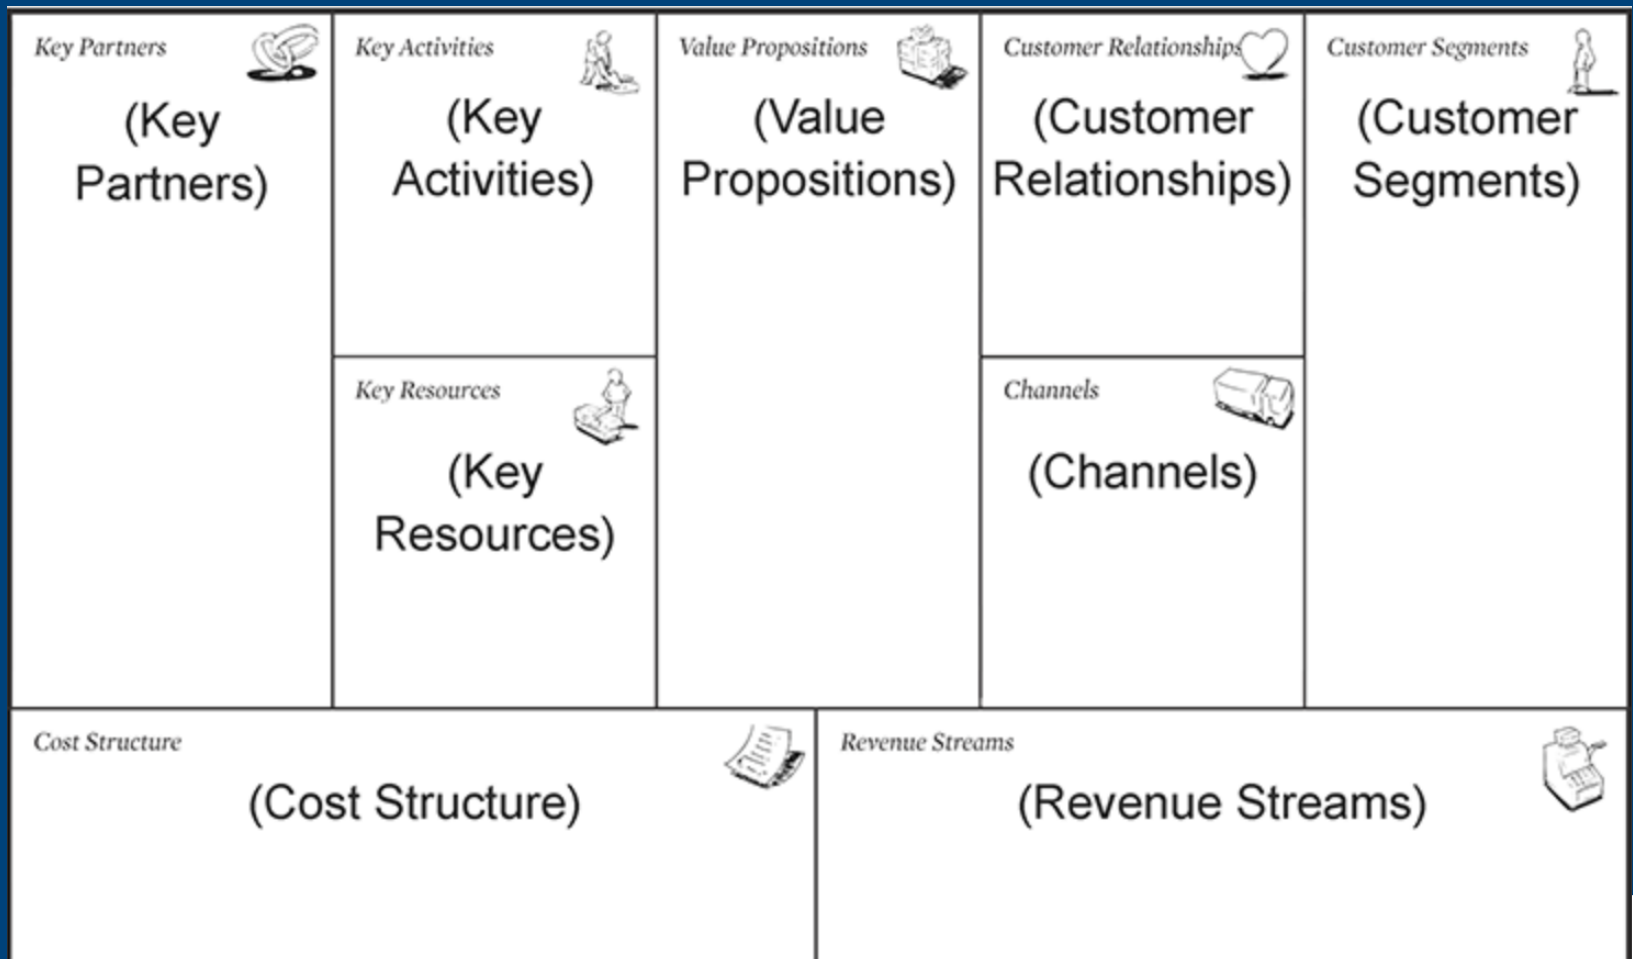 Key Partners
(Key
Partners)
Key Activities
(Key
Activities)
Key Resources
(Key
Resources)
Value Propositions
(Value
Propositions)
Customer Relationships
(Customer
Relationships)
Channels
(Channels)
Customer Segments
(Customer
Segments)
Cost Structure
(Cost Structure)
Revenue Streams
(Revenue Streams)